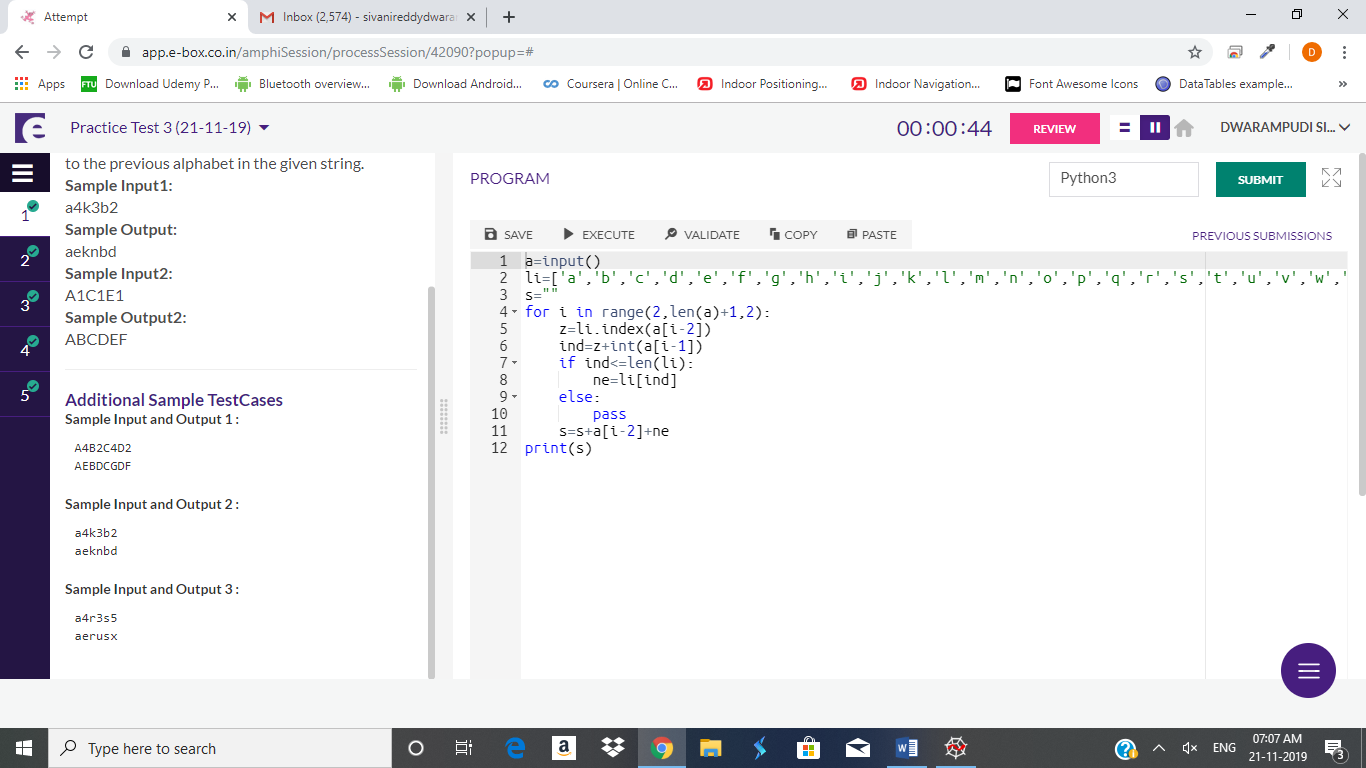 Attempt
Inbox (2,574) - sivanireddydwara
app.e-box.co.in/amphiSession/processSession/42090?popup=#
D
Apps
FTU Download Udemy P...
Bluetooth overview...
Download Android...
Coursera | Online C...
Indoor Positioning...
Indoor Navigation...
Font Awesome Icons
DataTables example...
»
e
Practice Test 3 (21-11-19)
00:00:44
REVIEW
DWARAMPUDI SI...
1
2
3
4
5
to the previous alphabet in the given string.
Sample Input1:
a4k3b2
Sample Output:
aeknbd
Sample Input2:
A1C1E1
Sample Output2:
ABCDEF
Additional Sample TestCases
Sample Input and Output 1 :
A4B2C4D2
AEBDCGDF
Sample Input and Output 2 :
a4k3b2
aeknbd
Sample Input and Output 3 :
a4r3s5
aerusx
PROGRAM
Python3
SUBMIT
SAVE
EXECUTE
VALIDATE
COPY
PASTE
PREVIOUS SUBMISSIONS
1 a=input()
2 li=['a','b','c','d','e','f','g','h','i','j','k','l','m','n','o','p','q','r','s','t','u','v','w','
3 s=""
4 for i in range(2,len(a)+1,2):
5 z=li.index(a[i-2])
6 ind=z+int(a[i-1])
7 if ind<=len(li):
8 ne=li[ind]
9 else:
10 pass
11 s=s+a[i-2]+ne
12 print(s)
Type here to search
ENG
07:07 AM
21-11-2019
3